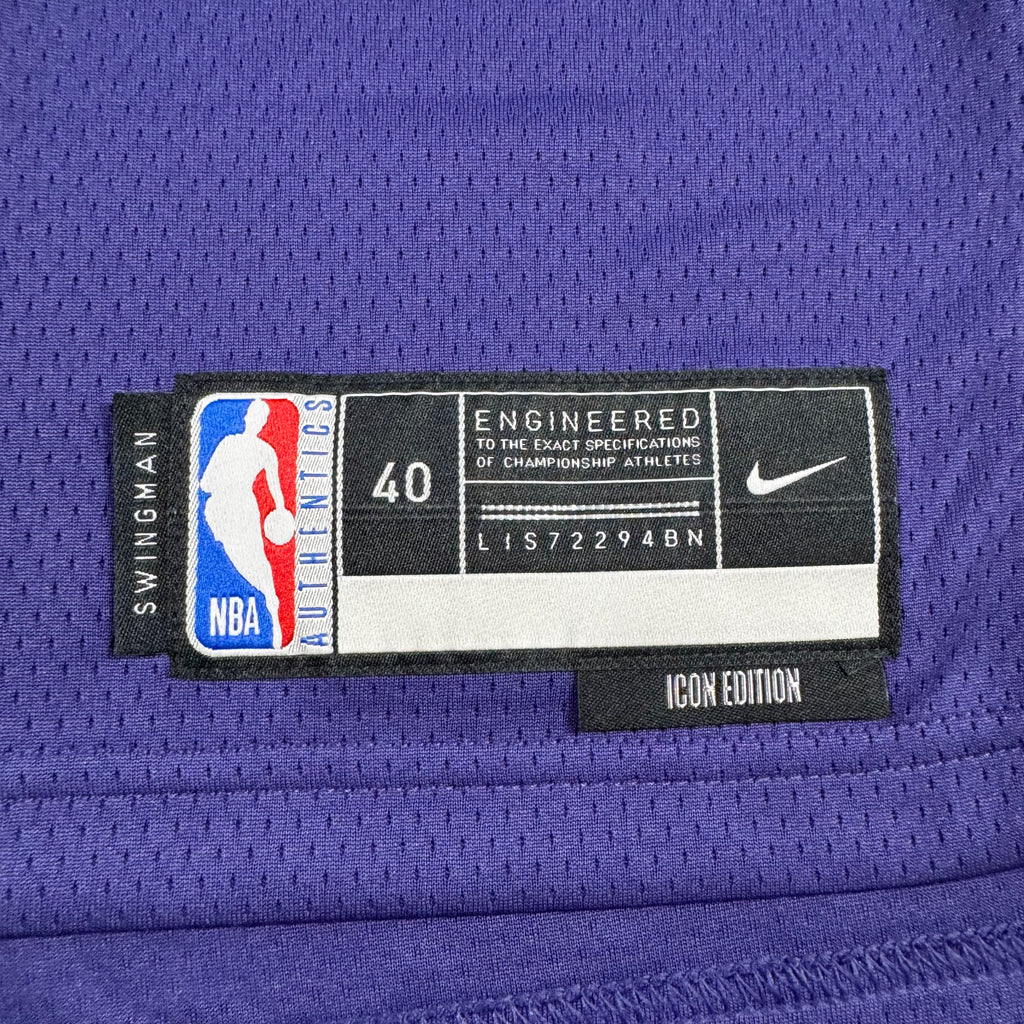 SWINGMAN
NBA
AUTHENTICS
40
ENGINEERED
TO THE EXACT SPECIFICATIONS
OF CHAMPIONSHIP ATHLETES
LIS72294BN
ICON EDITION